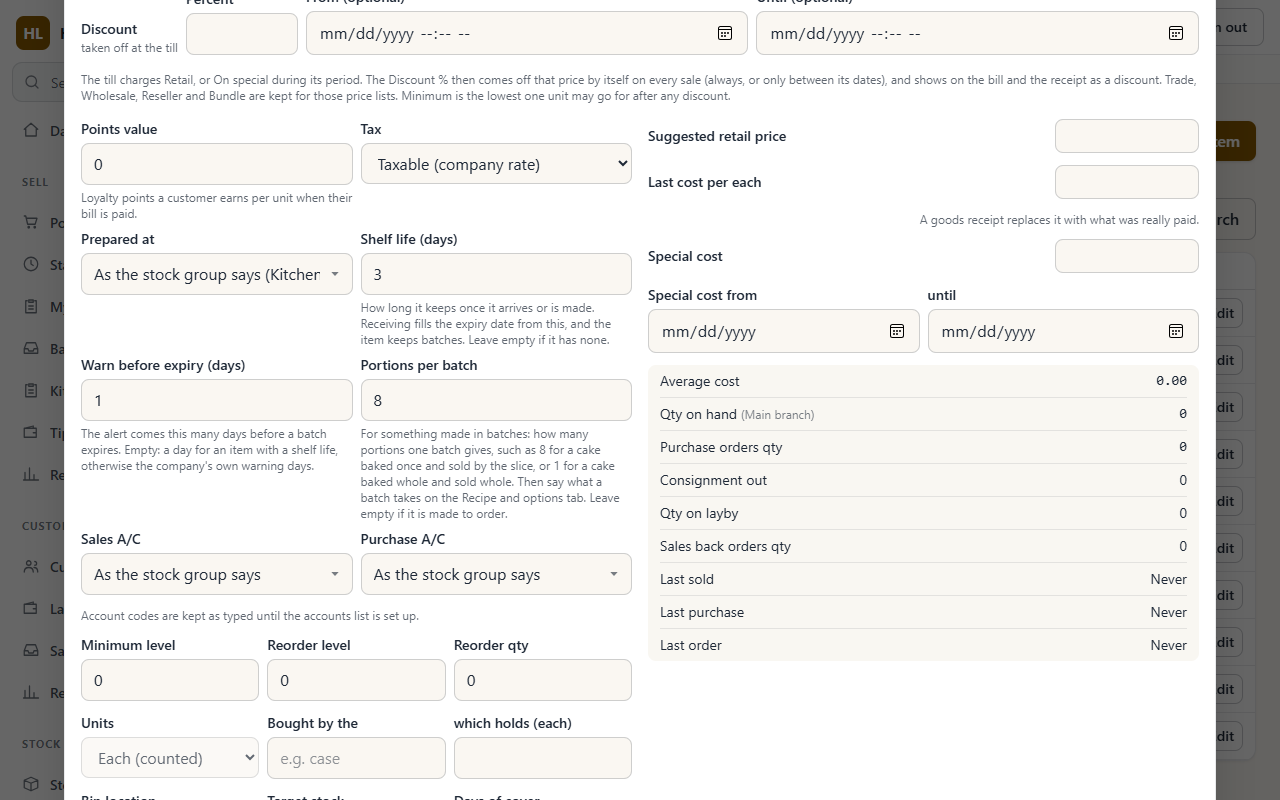 HL
Discount
taken off at the till
mm/dd/yyyy --:-- --
mm/dd/yyyy --:-- --
The till charges Retail, or On special during its period. The Discount % then comes off that price by itself on every sale (always, or only between its dates), and shows on the bill and the receipt as a discount. Trade,
Wholesale, Reseller and Bundle are kept for those price lists. Minimum is the lowest one unit may go for after any discount.
Points value
Tax
0
Taxable (company rate)
Loyalty points a customer earns per unit when their
bill is paid.
Prepared at
Shelf life (days)
As the stock group says (Kitchen
3
How long it keeps once it arrives or is made.
Receiving fills the expiry date from this, and the
item keeps batches. Leave empty if it has none.
Warn before expiry (days)
Portions per batch
1
8
The alert comes this many days before a batch
expires. Empty: a day for an item with a shelf life,
otherwise the company's own warning days.
For something made in batches: how many
portions one batch gives, such as 8 for a cake
baked once and sold by the slice, or 1 for a cake
baked whole and sold whole. Then say what a
batch takes on the Recipe and options tab. Leave
empty if it is made to order.
Sales A/C
Purchase A/C
As the stock group says
As the stock group says
Account codes are kept as typed until the accounts list is set up.
Minimum level
Reorder level
Reorder qty
0
0
0
Units
Bought by the
which holds (each)
Each (counted)
e.g. case
Suggested retail price
Last cost per each
A goods receipt replaces it with what was really paid.
Special cost
Special cost from
until
mm/dd/yyyy
mm/dd/yyyy
Average cost 0.00
Qty on hand (Main branch) 0
Purchase orders qty 0
Consignment out 0
Qty on layby 0
Sales back orders qty 0
Last sold Never
Last purchase Never
Last order Never
SELL
STOCK